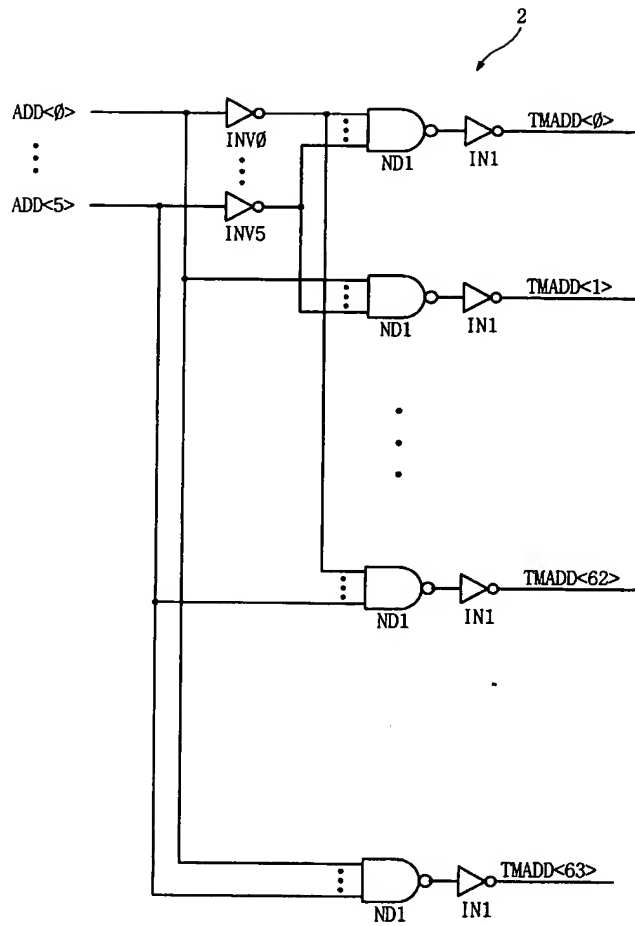 2
ADD<Ø>
INVØ
ND1
IN1
TMADD<Ø>
ADD<5>
INV5
ND1
IN1
TMADD<1>
ND1
IN1
TMADD<62>
ND1
IN1
TMADD<63>